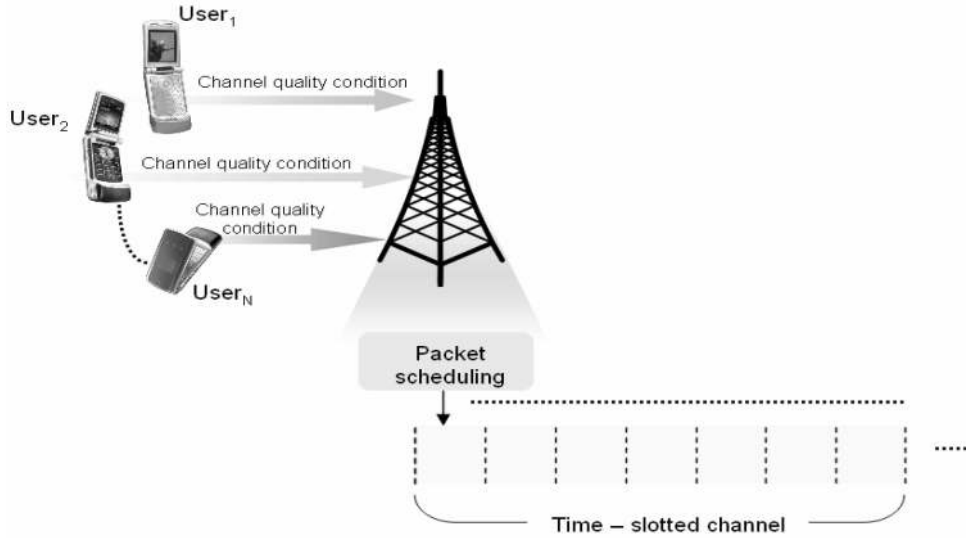 User1
Channel quality condition
User2
Channel quality condition
Channel quality
condition
UserN
Packet
scheduling
Time – slotted channel